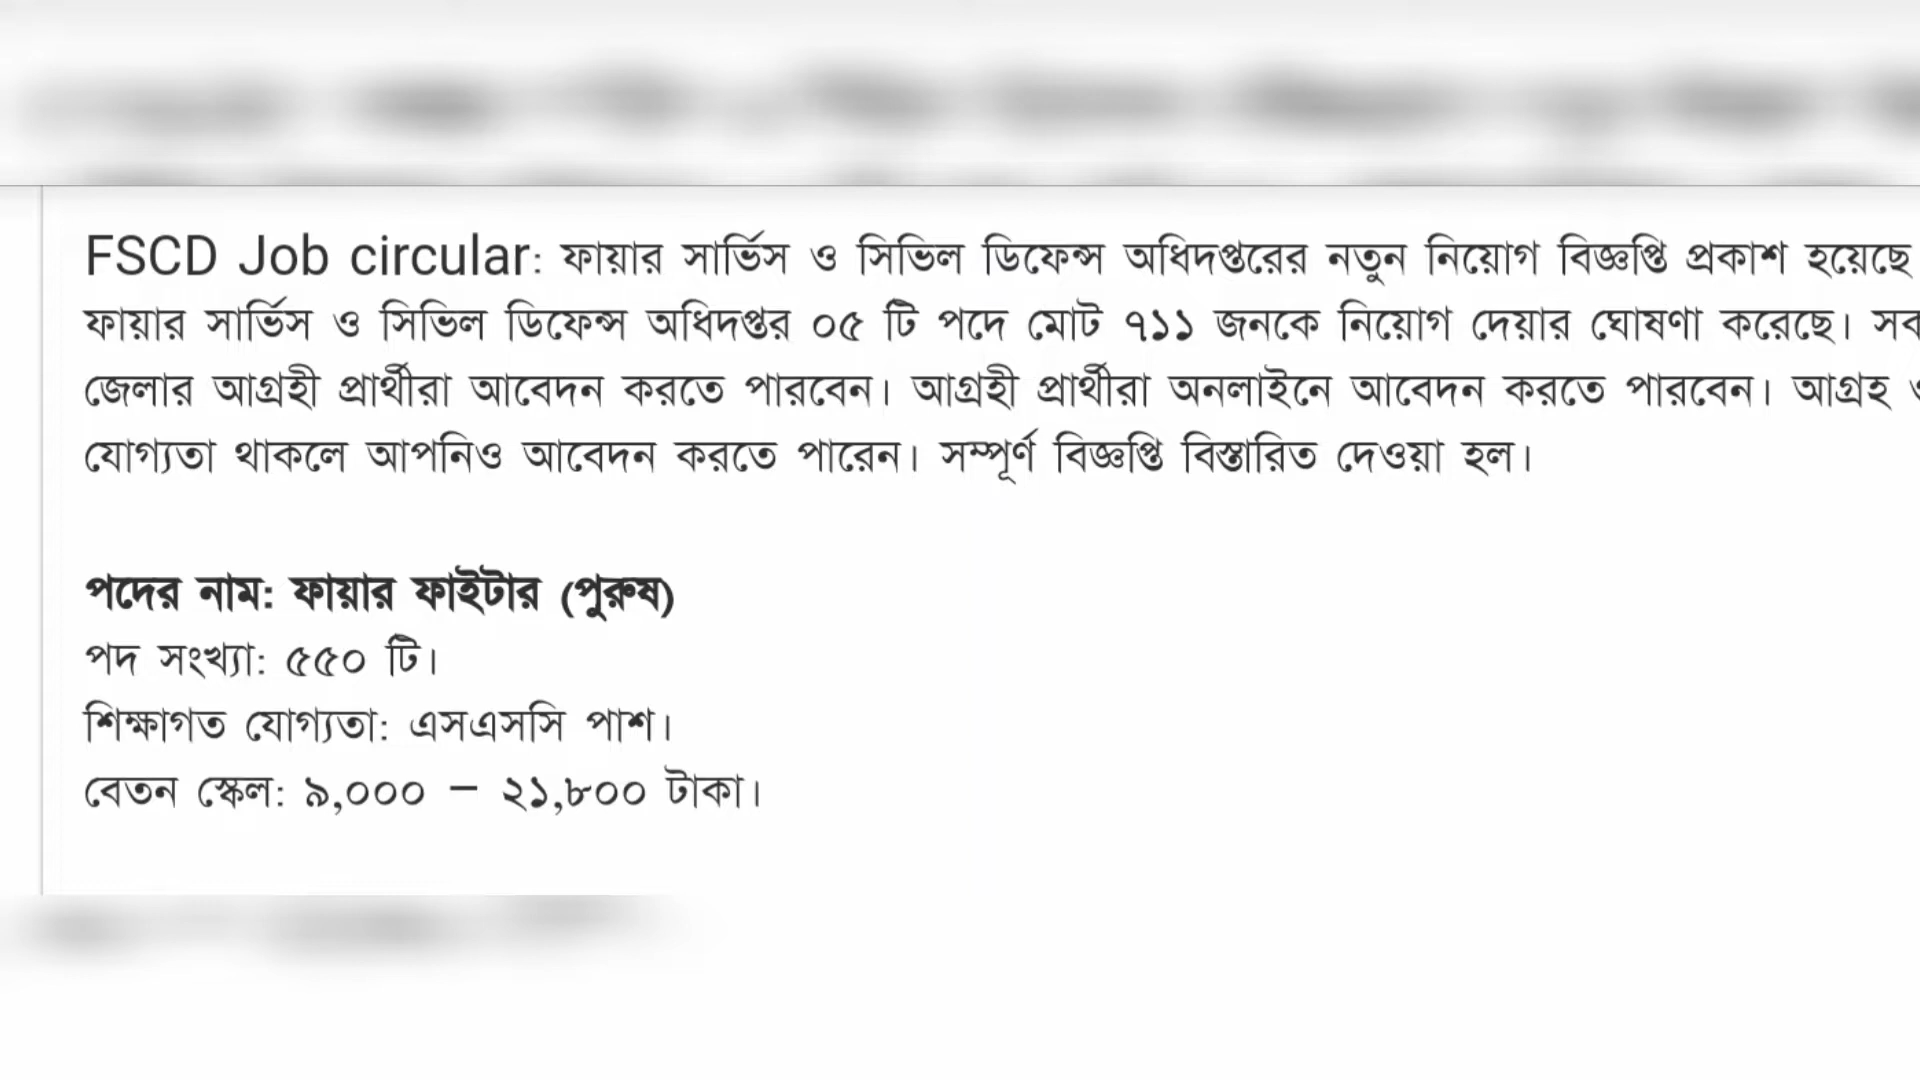 FSCD Job circular: ফায়ার সার্ভিস ও সিভিল ডিফেন্স অধিদপ্তরের নতুন নিয়োগ বিজ্ঞপ্তি প্রকাশ হয়েছে
ফায়ার সার্ভিস ও সিভিল ডিফেন্স অধিদপ্তর ০৫ টি পদে মোট ৭১১ জনকে নিয়োগ দেয়ার ঘোষণা করেছে।
জেলার আগ্রহী প্রার্থীরা আবেদন করতে পারবেন। আগ্রহী প্রার্থীরা অনলাইনে আবেদন করতে পারবেন। আগ্রহ
যোগ্যতা থাকলে আপনিও আবেদন করতে পারেন। সম্পূর্ণ বিজ্ঞপ্তি বিস্তারিত দেওয়া হল।
পদের নাম: ফায়ার ফাইটার (পুরুষ)
পদ সংখ্যা: ৫৫০ টি।
শিক্ষাগত যোগ্যতা: এসএসসি পাশ।
বেতন স্কেল: ৯,০০০ – ২১,৮০০ টাকা।